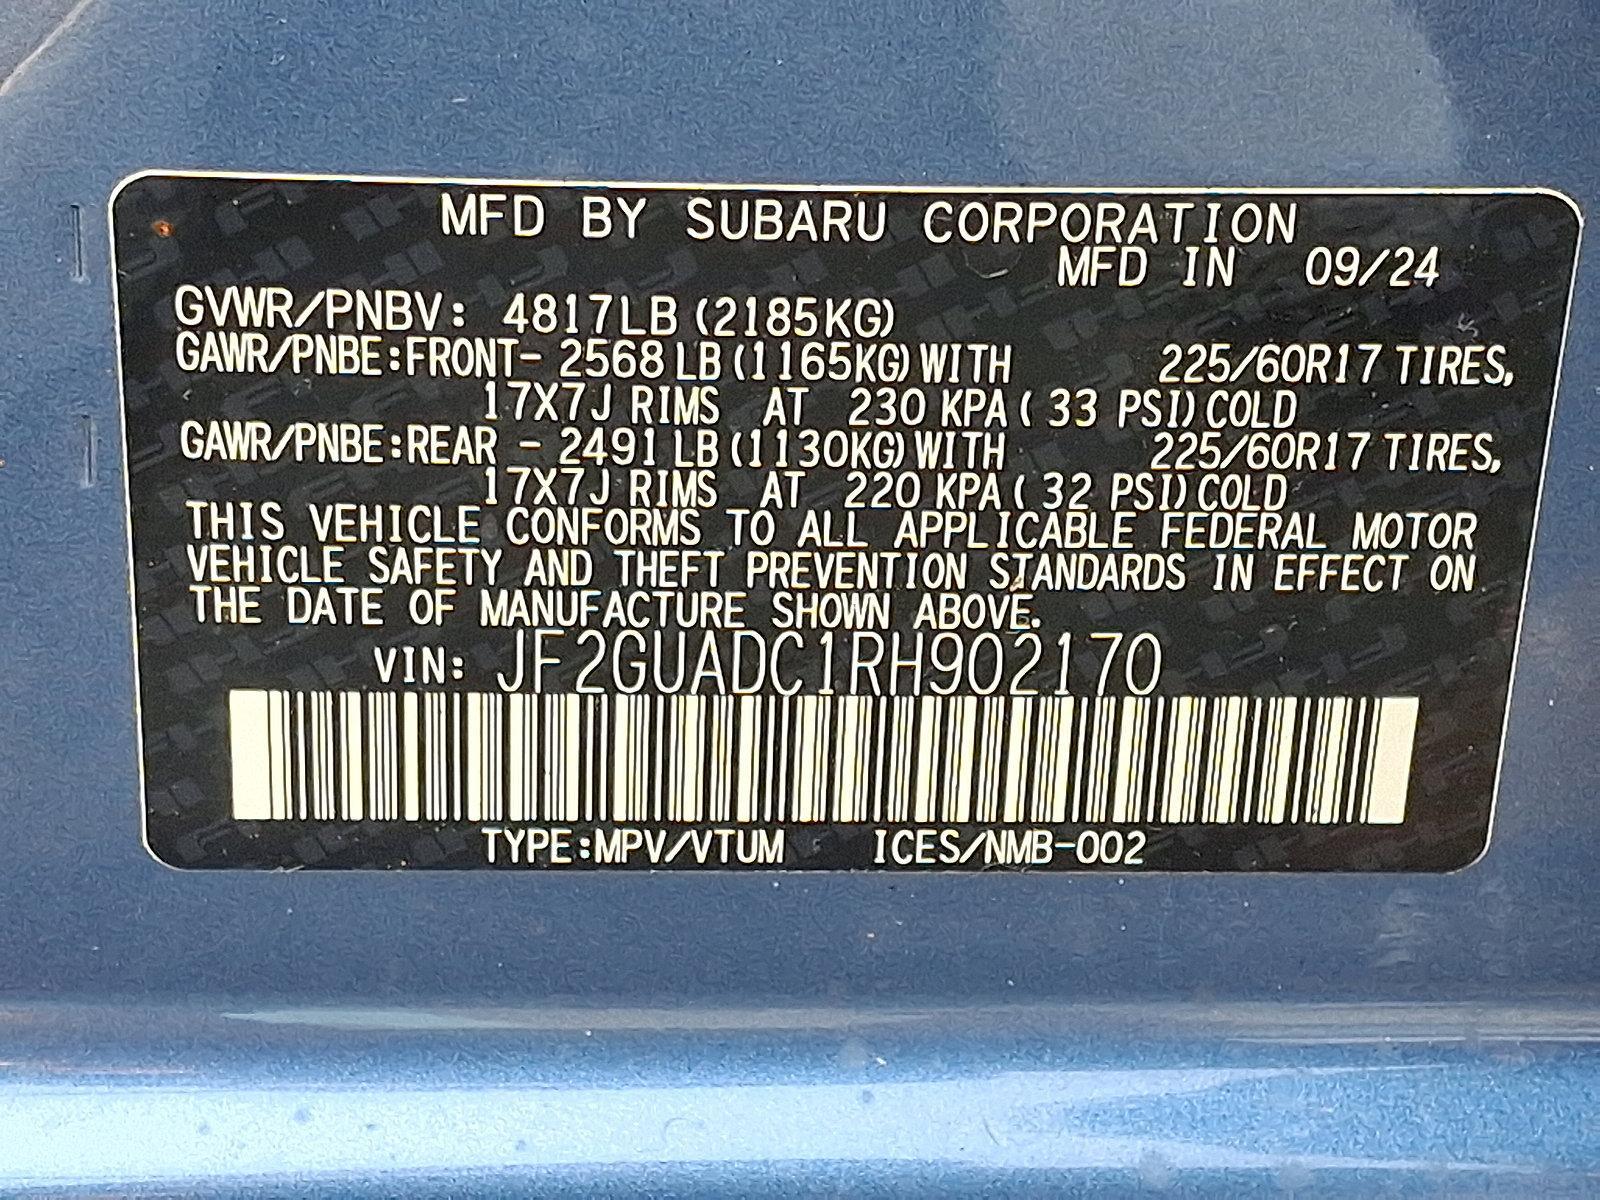 MFD BY SUBARU CORPORATION
MFD IN 09/24
GVWR/PNBV: 4817LB (2185KG)
GAWR/PNBE:FRONT- 2568 LB (1165KG) WITH 225/60R17 TIRES,
17X7J RIMS AT 230 KPA ( 33 PSI) COLD
GAWR/PNBE:REAR - 2491 LB (1130KG) WITH 225/60R17 TIRES,
17X7J RIMS AT 220 KPA ( 32 PSI) COLD
THIS VEHICLE CONFORMS TO ALL APPLICABLE FEDERAL MOTOR
VEHICLE SAFETY AND THEFT PREVENTION STANDARDS IN EFFECT ON
THE DATE OF MANUFACTURE SHOWN ABOVE.
VIN: JF2GUADC1RH902170
TYPE:MPV/VTUM ICES/NMB-002